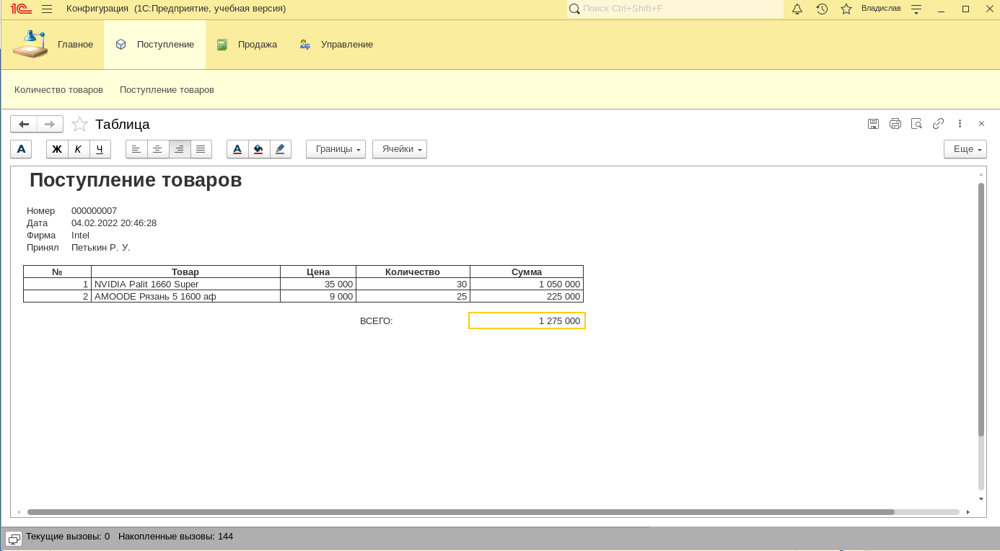 1С Конфигурация (1С:Предприятие, учебная версия) Поиск Ctrl+Shift+F Владислав
Главное Поступление Продажа Управление
Количество товаров Поступление товаров
Таблица
А Ж К Ч А Границы Ячейки Еще
Поступление товаров
Номер 000000007
Дата 04.02.2022 20:46:28
Фирма Intel
Принял Петькин Р. У.
№ Товар Цена Количество Сумма
1 NVIDIA Palit 1660 Super 35 000 30 1 050 000
2 AMOODE Рязань 5 1600 аф 9 000 25 225 000
ВСЕГО: 1 275 000
Текущие вызовы: 0 Накопленные вызовы: 144